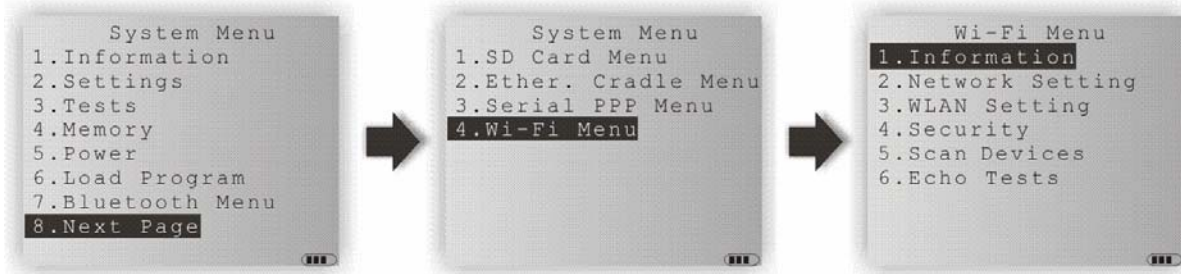 System Menu
1.Information
2.Settings
3.Tests
4.Memory
5.Power
6.Load Program
7.Bluetooth Menu
8.Next Page
System Menu
1.SD Card Menu
2.Ether. Cradle Menu
3.Serial PPP Menu
4.Wi-Fi Menu
Wi-Fi Menu
1.Information
2.Network Setting
3.WLAN Setting
4.Security
5.Scan Devices
6.Echo Tests